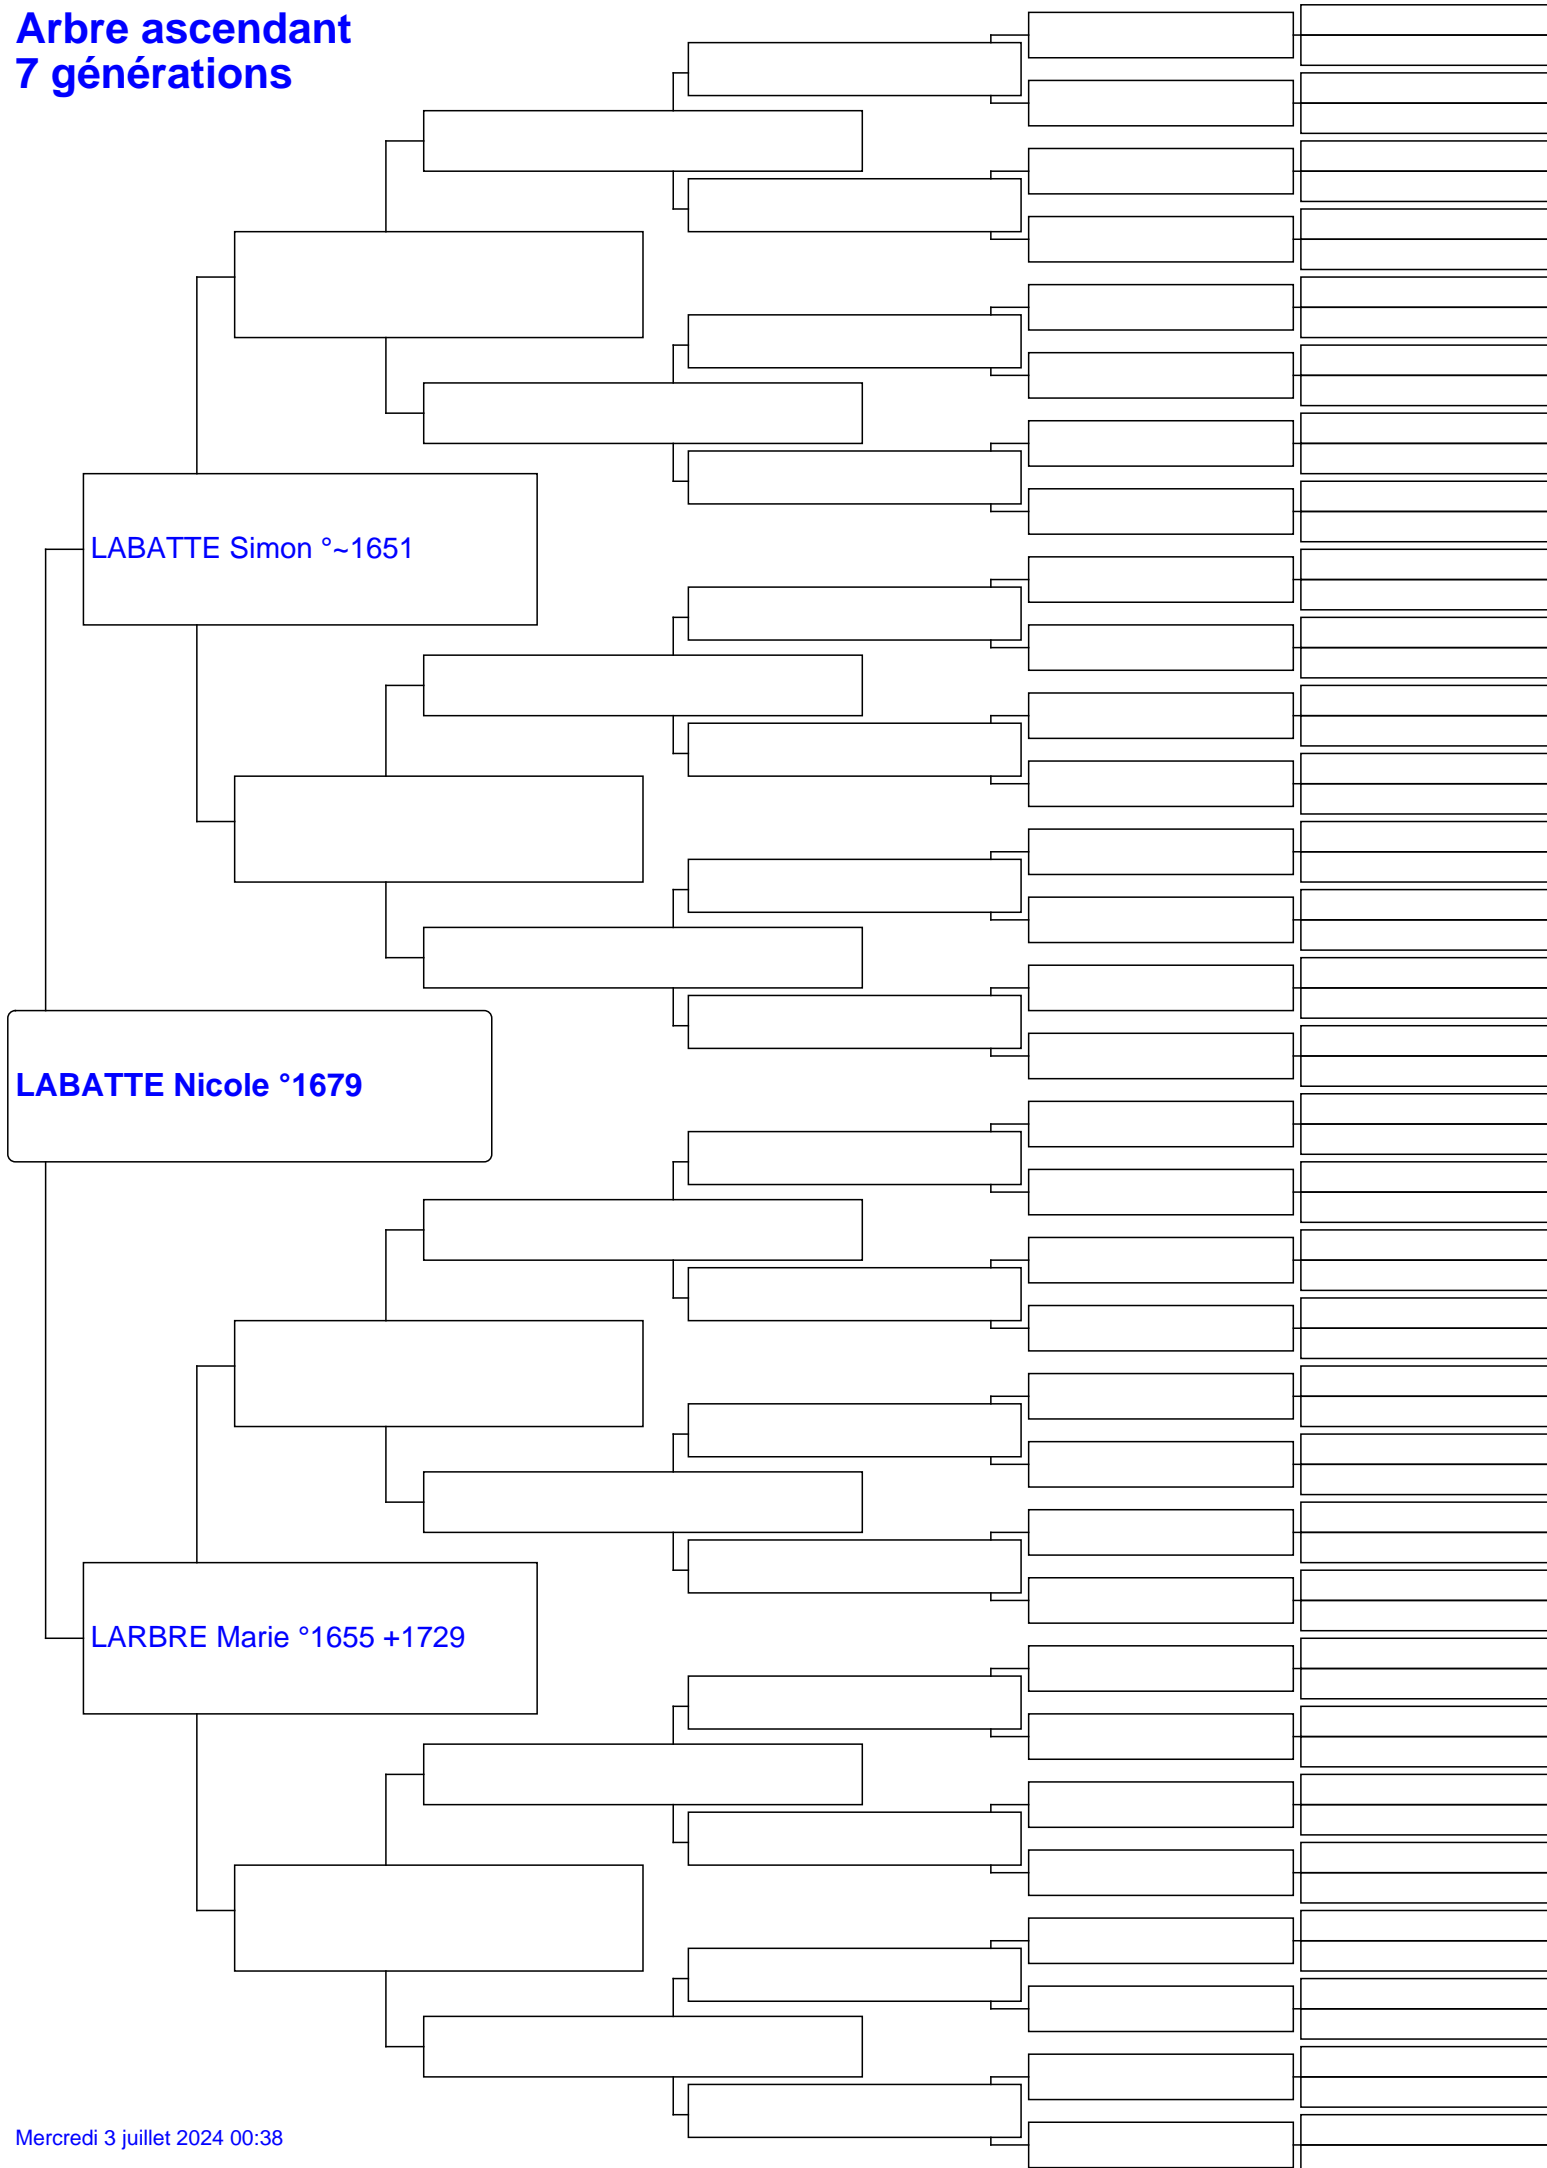 Arbre ascendant
7 générations
LABATTE Simon °~1651
LABATTE Nicole °1679
LARBRE Marie °1655 +1729
Mercredi 3 juillet 2024 00:38